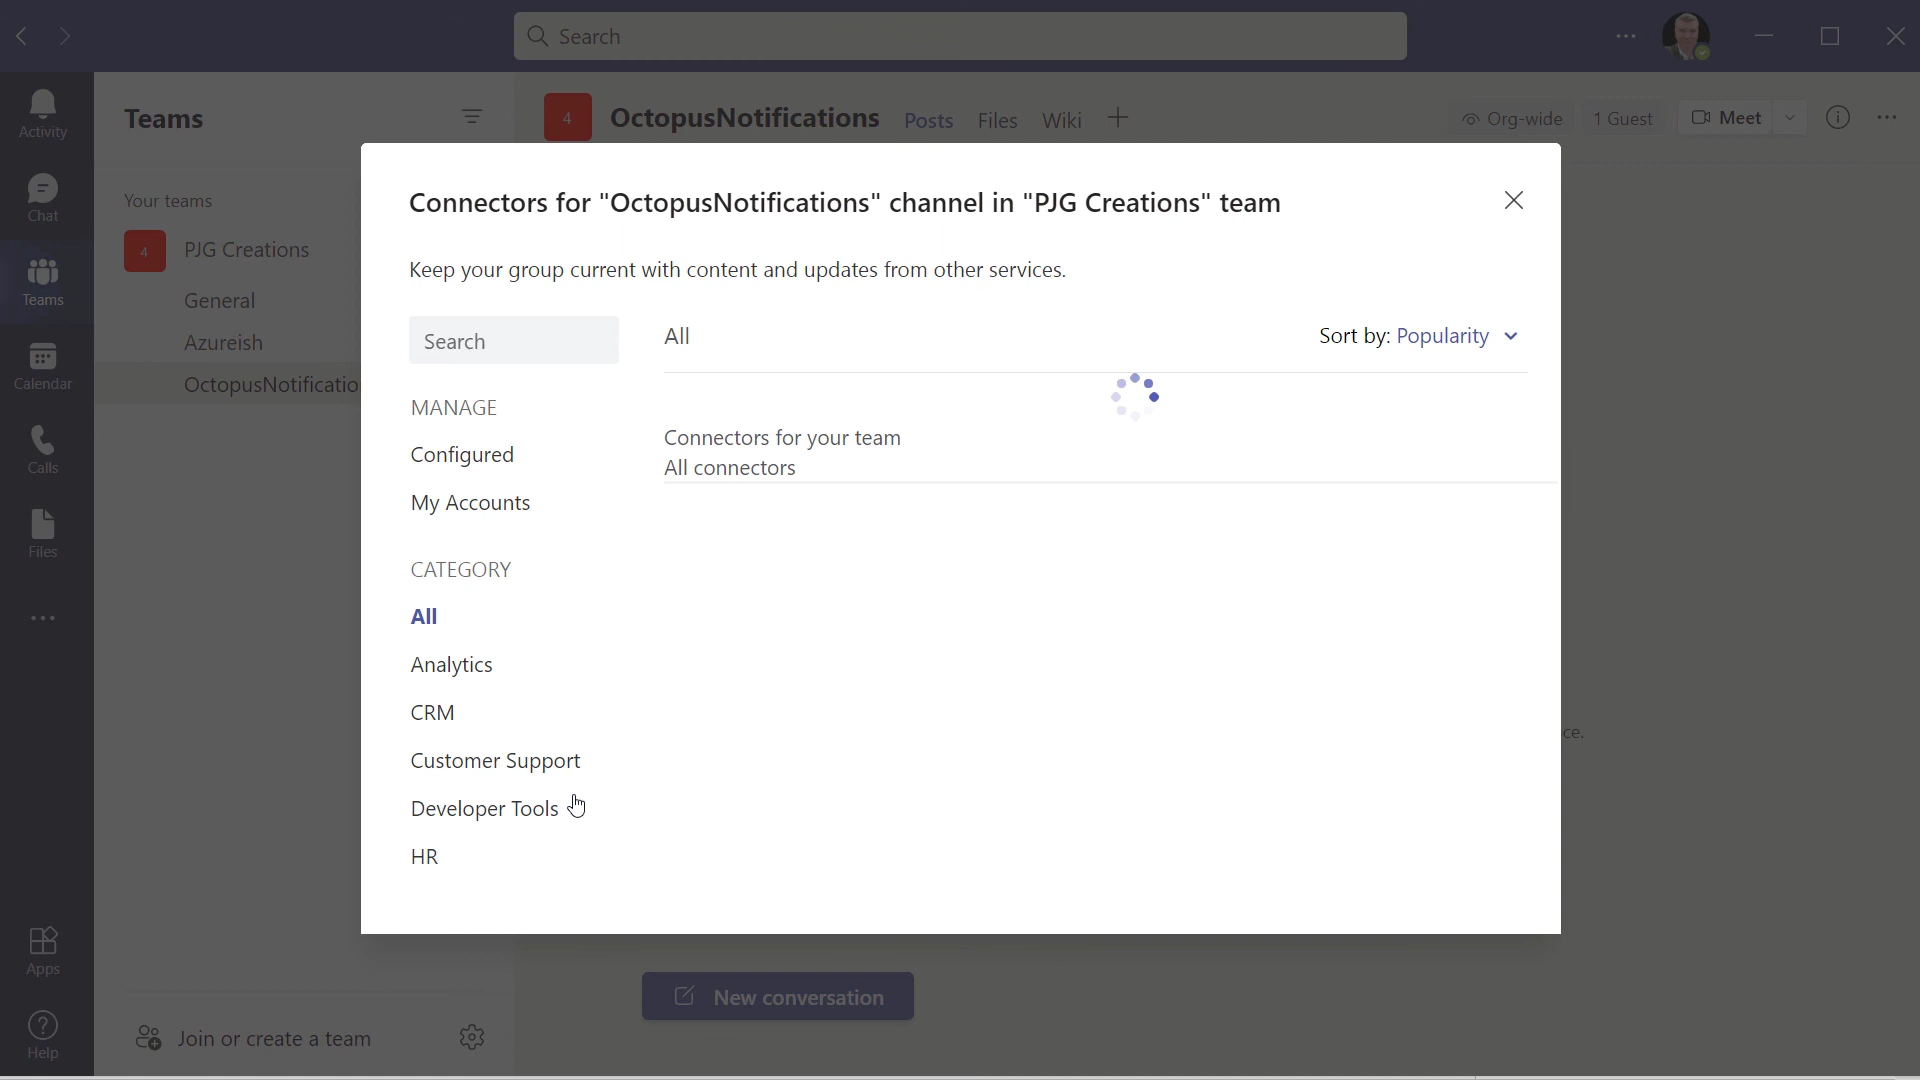 Search
Activity
Chat
Teams
Calendar
Calls
Files
Apps
Help
Teams
Your teams
4 PJG Creations
General
Azureish
OctopusNotificatio
Join or create a team
4 OctopusNotifications Posts Files Wiki
Org-wide 1 Guest Meet
Connectors for "OctopusNotifications" channel in "PJG Creations" team
Keep your group current with content and updates from other services.
Search
MANAGE
Configured
My Accounts
CATEGORY
All
Analytics
CRM
Customer Support
Developer Tools
HR
All
Sort by: Popularity
Connectors for your team
All connectors
ce.
New conversation